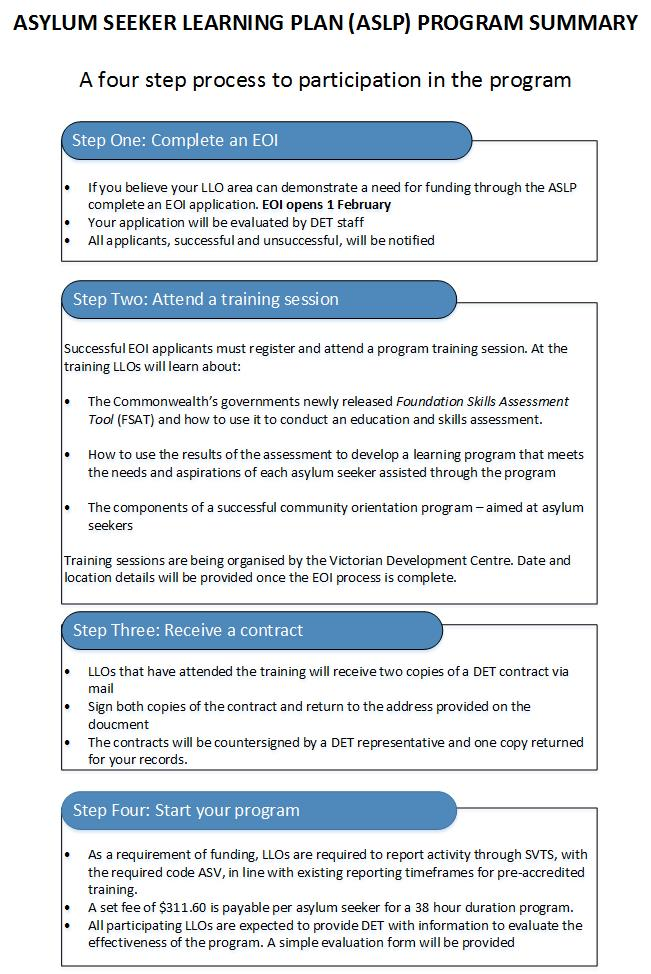 ASYLUM SEEKER LEARNING PLAN (ASLP) PROGRAM SUMMARY
A four step process to participation in the program
Step One: Complete an EOI
• If you believe your LLO area can demonstrate a need for funding through the ASLP
complete an EOI application. EOI opens 1 February
• Your application will be evaluated by DET staff
• All applicants, successful and unsuccessful, will be notified
Step Two: Attend a training session
Successful EOI applicants must register and attend a program training session. At the
training LLOs will learn about:
• The Commonwealth's governments newly released Foundation Skills Assessment
Tool (FSAT) and how to use it to conduct an education and skills assessment.
• How to use the results of the assessment to develop a learning program that meets
the needs and aspirations of each asylum seeker assisted through the program
• The components of a successful community orientation program – aimed at asylum
seekers
Training sessions are being organised by the Victorian Development Centre. Date and
location details will be provided once the EOI process is complete.
Step Three: Receive a contract
• LLOs that have attended the training will receive two copies of a DET contract via
mail
• Sign both copies of the contract and return to the address provided on the
doucment
• The contracts will be countersigned by a DET representative and one copy returned
for your records.
Step Four: Start your program
• As a requirement of funding, LLOs are required to report activity through SVTS, with
the required code ASV, in line with existing reporting timeframes for pre-accredited
training.
• A set fee of $311.60 is payable per asylum seeker for a 38 hour duration program.
• All participating LLOs are expected to provide DET with information to evaluate the
effectiveness of the program. A simple evaluation form will be provided